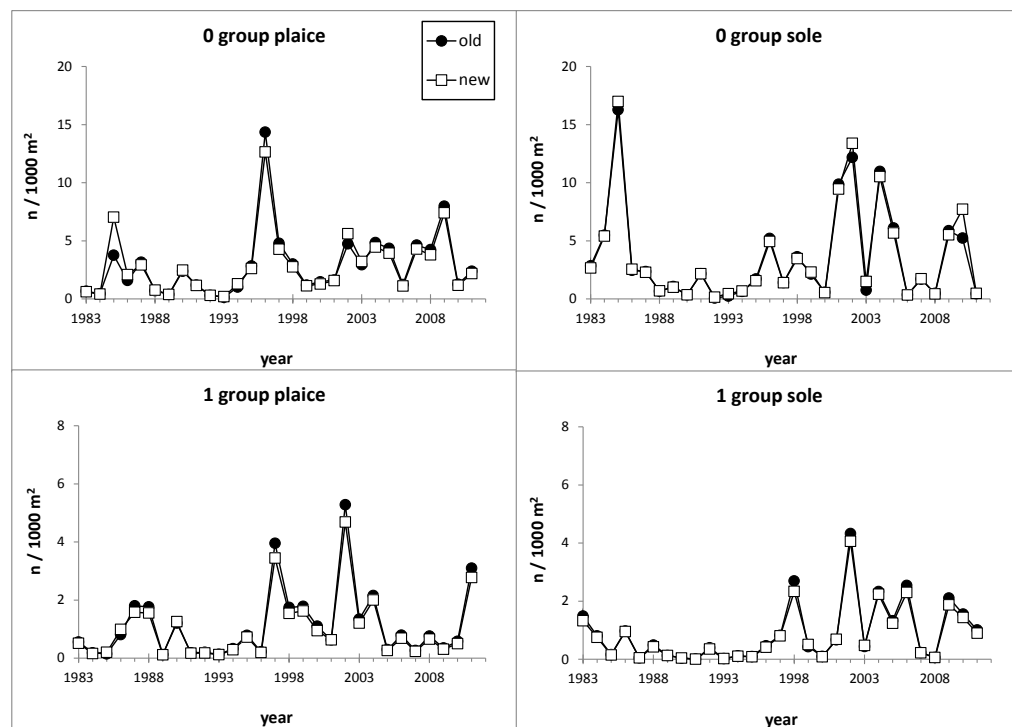 0 group plaice
old
new
20
15
10
5
0
n / 1000 m²
1983 1988 1993 1998 2003 2008
year
0 group sole
20
15
10
5
0
n / 1000 m²
1983 1988 1993 1998 2003 2008
year
1 group plaice
8
6
4
2
0
n / 1000 m²
1983 1988 1993 1998 2003 2008
year
1 group sole
8
6
4
2
0
n / 1000 m²
1983 1988 1993 1998 2003 2008
year